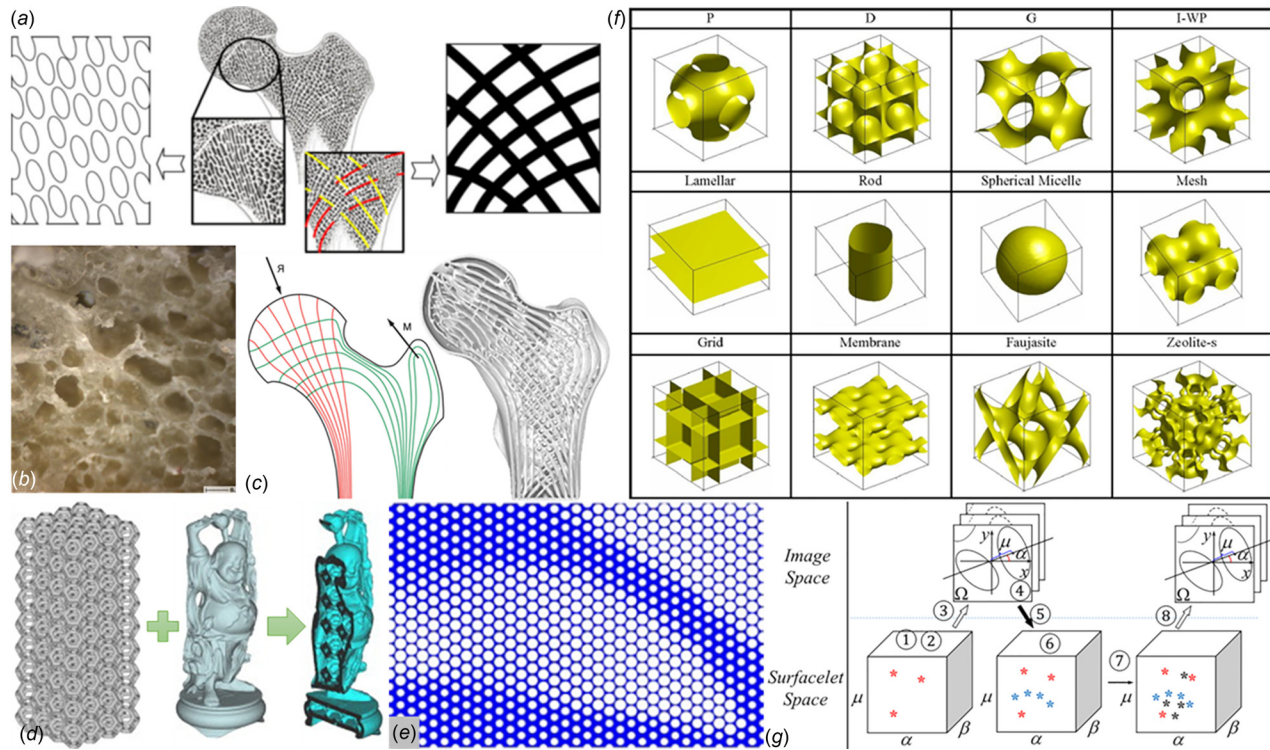 (a)
Я
M
(b)
(c)
(f)
P D G I-WP
Lamellar Rod Spherical Micelle Mesh
Grid Membrane Faujasite Zeolite-s
(d)
(e)
(g)
Image
Space
y μ α x Ω
③ ④ ⑤
y μ α x Ω
⑧
Surfacelet
Space
① ②
μ α β
⑥
μ α β
⑦
μ α β